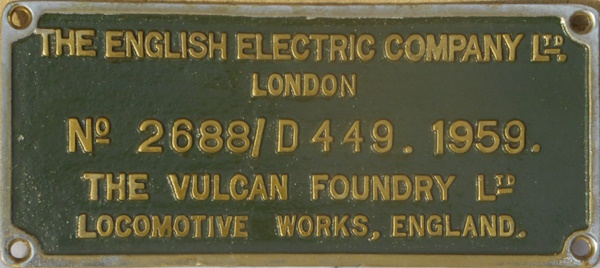 THE ENGLISH ELECTRIC COMPANY LTD.
LONDON
Nº 2688/D449. 1959.
THE VULCAN FOUNDRY LTD
LOCOMOTIVE WORKS, ENGLAND.